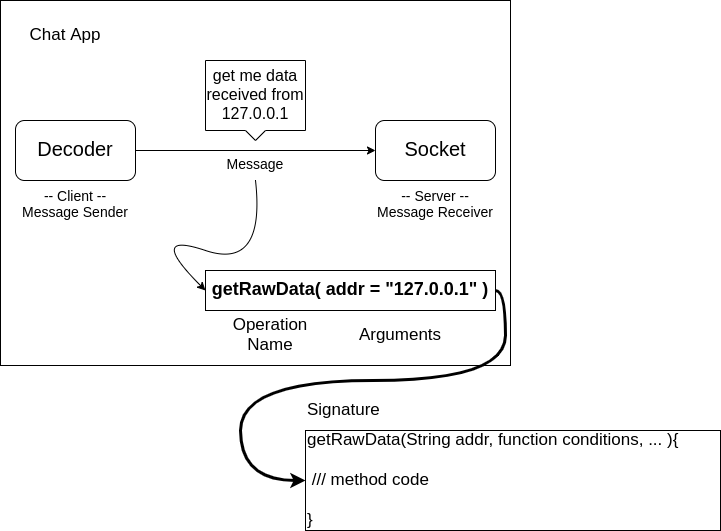 Chat App
get me data
received from
127.0.0.1
Decoder
Socket
Message
-- Client --
Message Sender
-- Server --
Message Receiver
getRawData( addr = "127.0.0.1" )
Operation
Name
Arguments
Signature
getRawData(String addr, function conditions, ... ){
/// method code
}